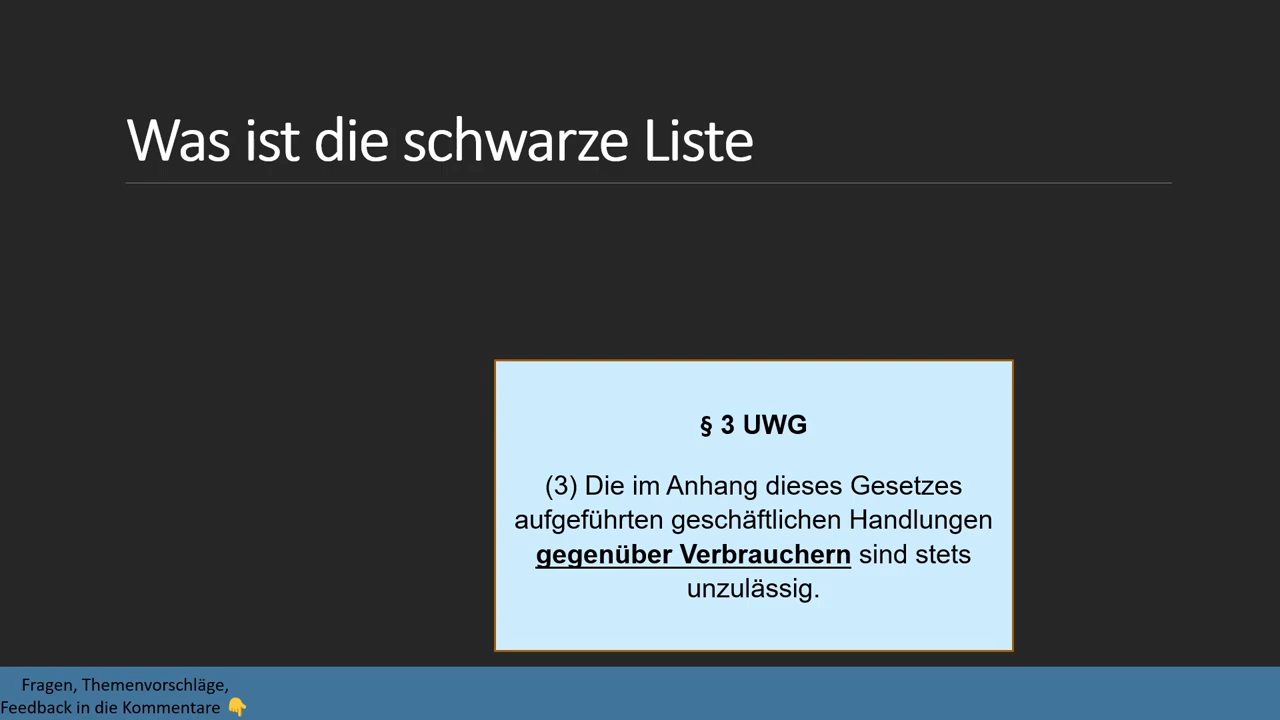 Was ist die schwarze Liste
§ 3 UWG
(3) Die im Anhang dieses Gesetzes
aufgeführten geschäftlichen Handlungen
gegenüber Verbrauchern sind stets
unzulässig.
Fragen, Themenvorschläge,
Feedback in die Kommentare 👇